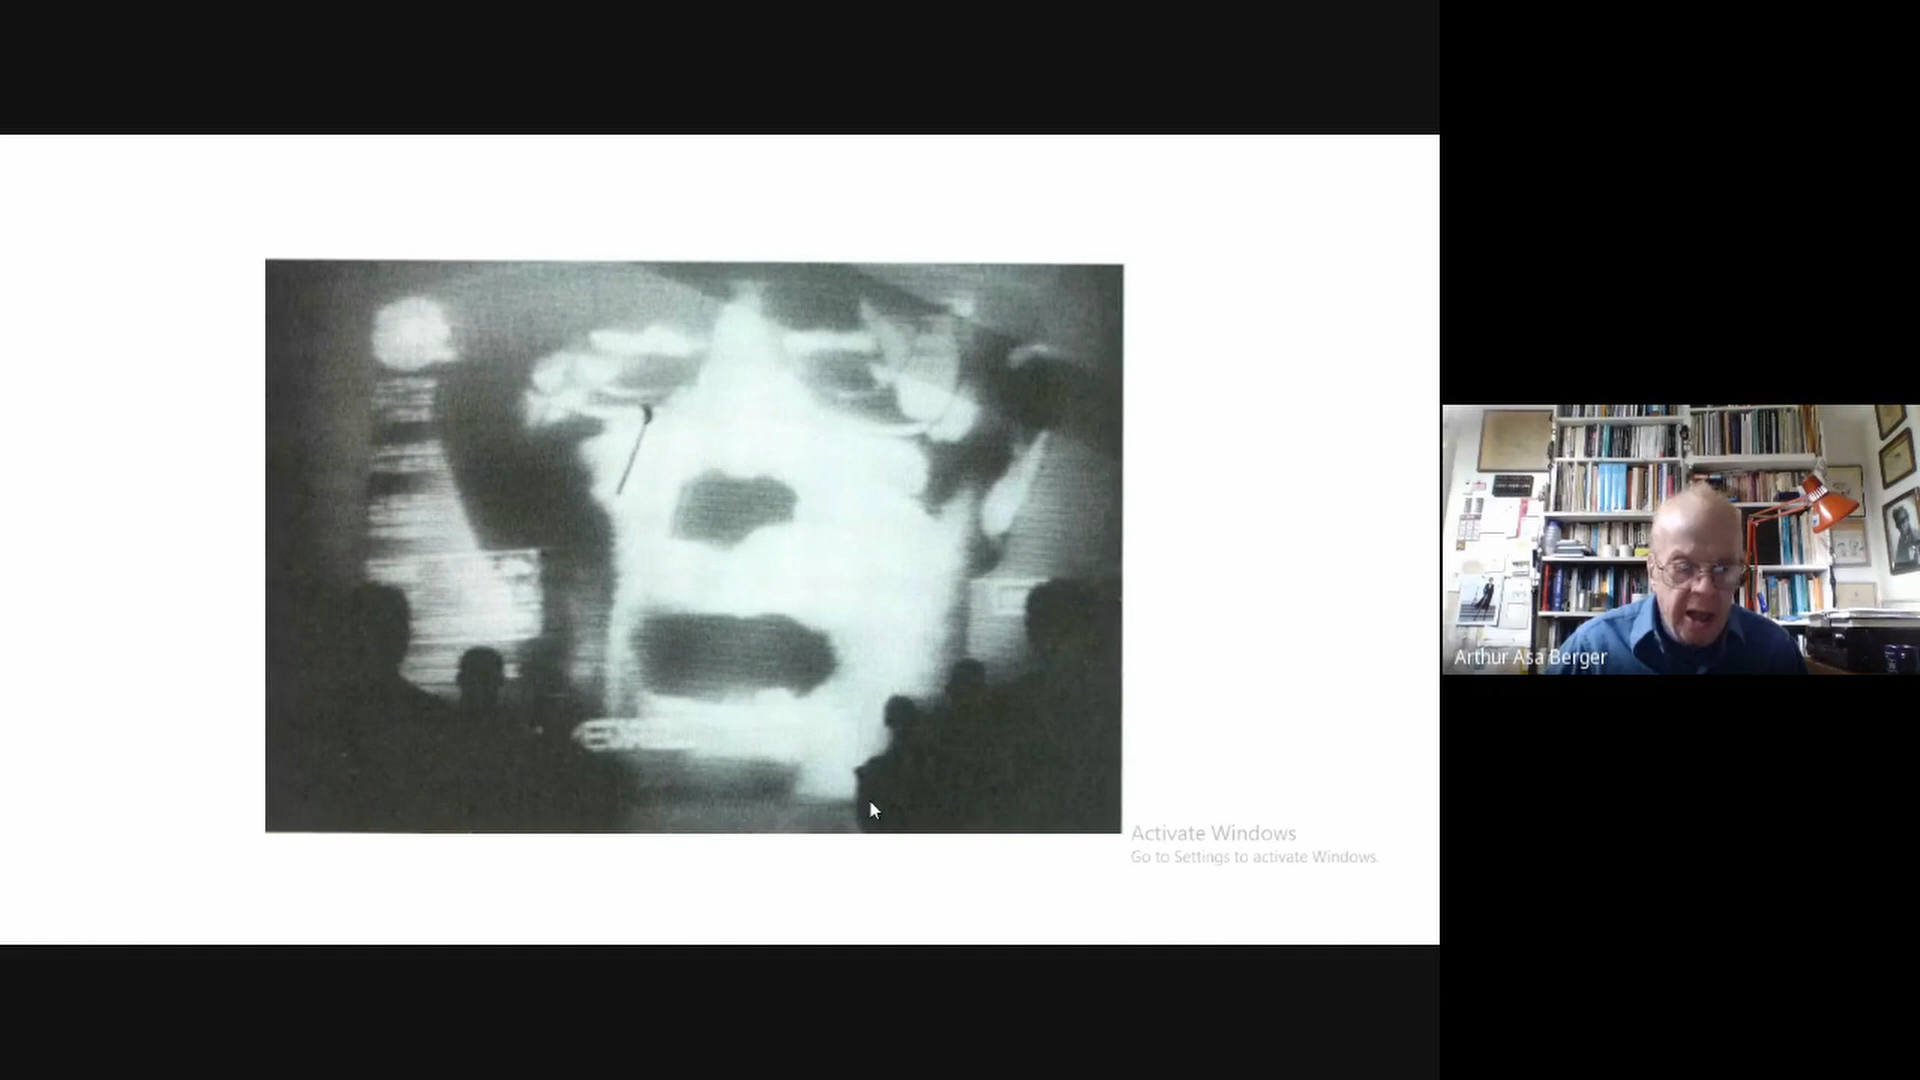 Activate Windows
Go to Settings to activate Windows.
Arthur Asa Berger